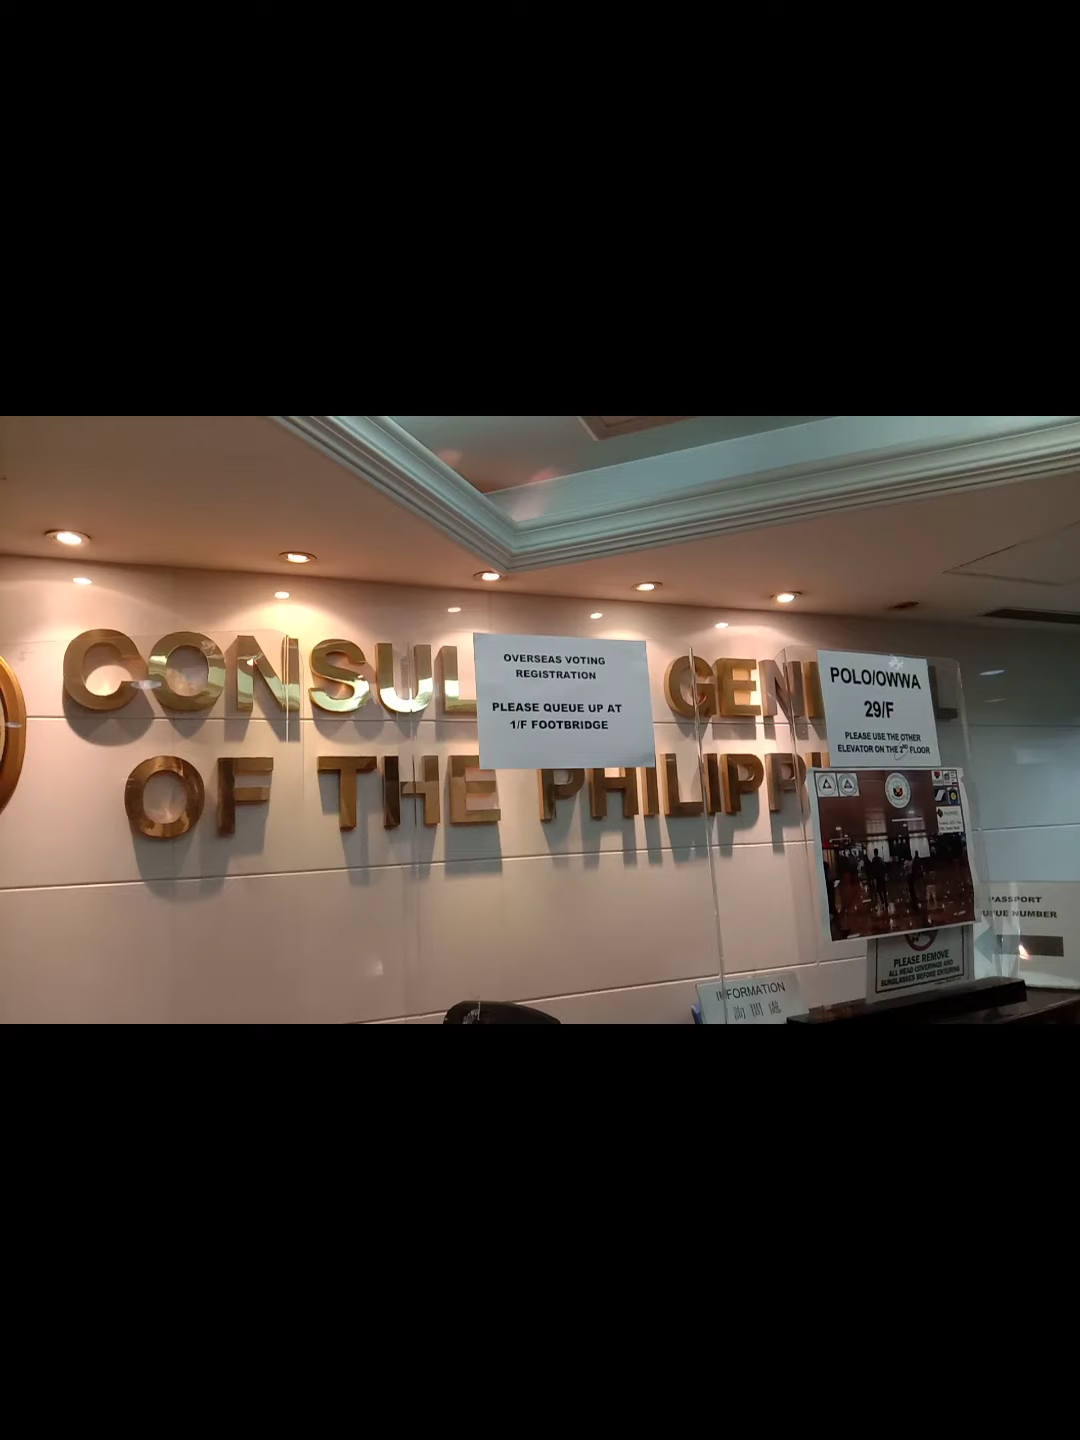 CONSUL GEN
OF THE PHILIPPI
OVERSEAS VOTING
REGISTRATION
PLEASE QUEUE UP AT
1/F FOOTBRIDGE
POLO/OWWA
29/F
PLEASE USE THE OTHER
ELEVATOR ON THE 2ND FLOOR
PASSPORT
NUMBER
PLEASE REMOVE
ALL HEAD COVERINGS AND
SUNGLASSES BEFORE ENTERING
INFORMATION
詢問處